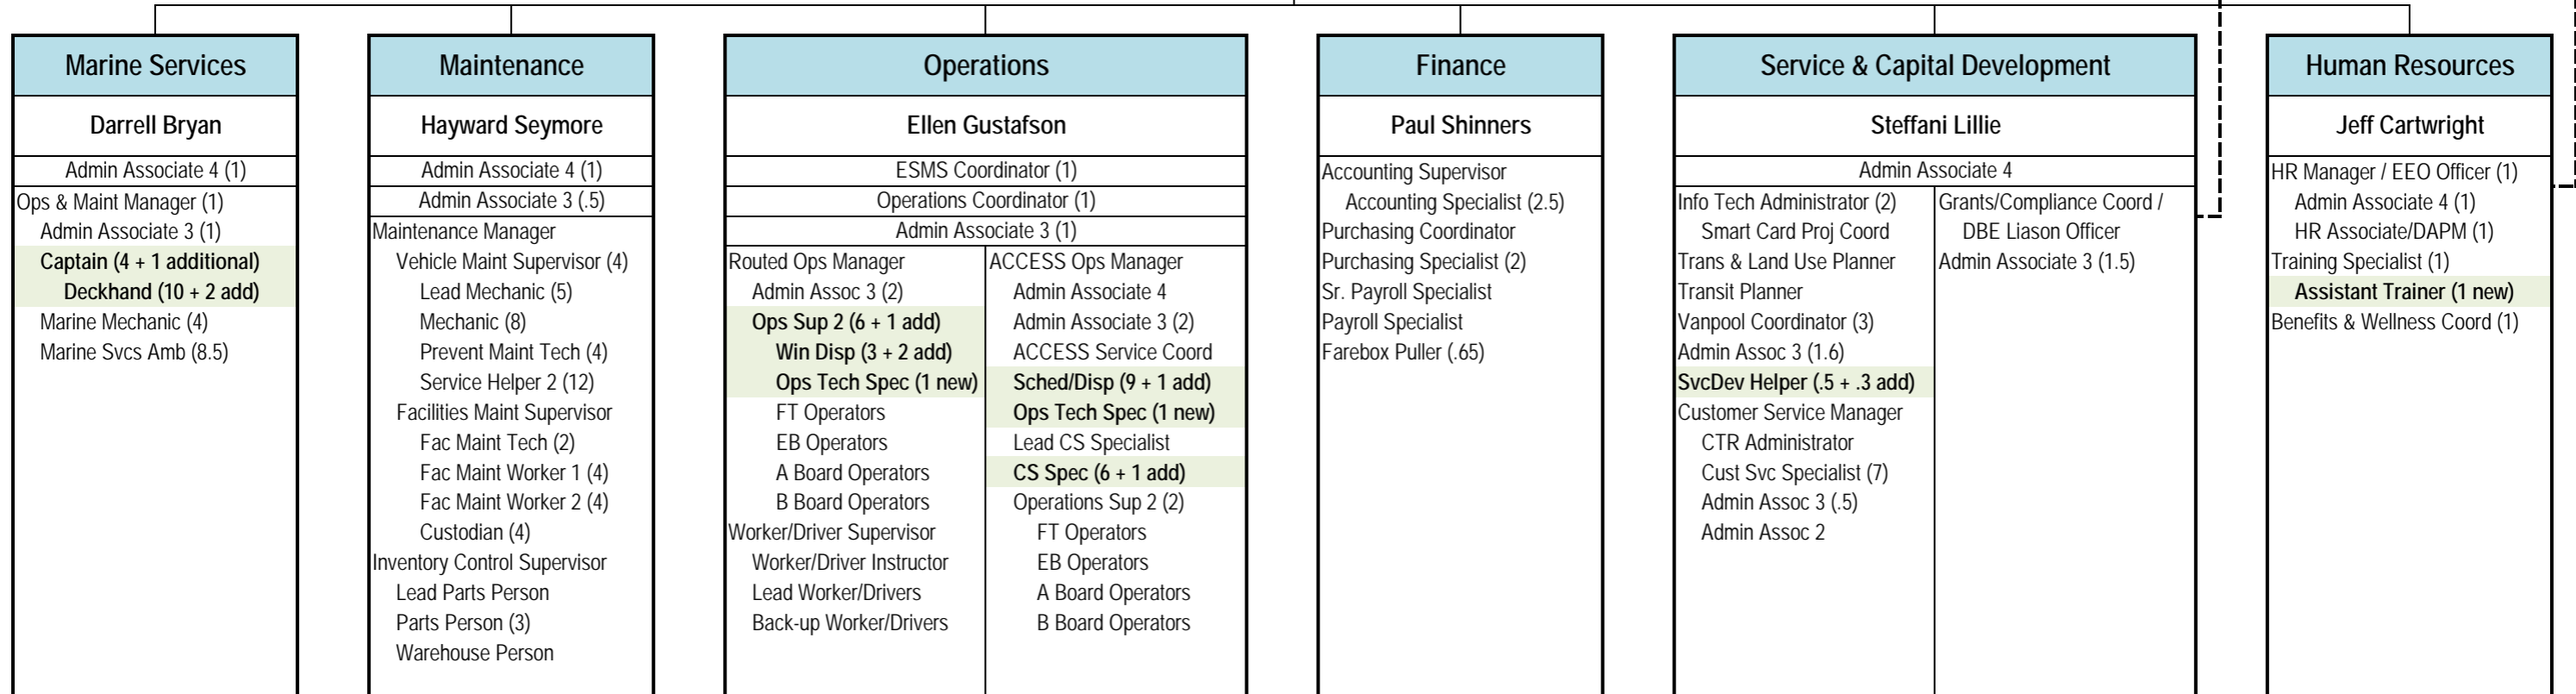 Marine Services
Darrell Bryan
Admin Associate 4 (1)
Ops & Maint Manager (1)
Admin Associate 3 (1)
Captain (4 + 1 additional)
Deckhand (10 + 2 add)
Marine Mechanic (4)
Marine Svcs Amb (8.5)
Maintenance
Hayward Seymore
Admin Associate 4 (1)
Admin Associate 3 (.5)
Maintenance Manager
Vehicle Maint Supervisor (4)
Lead Mechanic (5)
Mechanic (8)
Prevent Maint Tech (4)
Service Helper 2 (12)
Facilities Maint Supervisor
Fac Maint Tech (2)
Fac Maint Worker 1 (4)
Fac Maint Worker 2 (4)
Custodian (4)
Inventory Control Supervisor
Lead Parts Person
Parts Person (3)
Warehouse Person
Operations
Ellen Gustafson
ESMS Coordinator (1)
Operations Coordinator (1)
Admin Associate 3 (1)
Routed Ops Manager
Admin Assoc 3 (2)
Ops Sup 2 (6 + 1 add)
Win Disp (3 + 2 add)
Ops Tech Spec (1 new)
FT Operators
EB Operators
A Board Operators
B Board Operators
Worker/Driver Supervisor
Worker/Driver Instructor
Lead Worker/Drivers
Back-up Worker/Drivers
ACCESS Ops Manager
Admin Associate 4
Admin Associate 3 (2)
ACCESS Service Coord
Sched/Disp (9 + 1 add)
Ops Tech Spec (1 new)
Lead CS Specialist
CS Spec (6 + 1 add)
Operations Sup 2 (2)
FT Operators
EB Operators
A Board Operators
B Board Operators
Finance
Paul Shinners
Accounting Supervisor
Accounting Specialist (2.5)
Purchasing Coordinator
Purchasing Specialist (2)
Sr. Payroll Specialist
Payroll Specialist
Farebox Puller (.65)
Service & Capital Development
Steffani Lillie
Admin Associate 4
Info Tech Administrator (2)
Smart Card Proj Coord
Trans & Land Use Planner
Transit Planner
Vanpool Coordinator (3)
Admin Assoc 3 (1.6)
SvcDev Helper (.5 + .3 add)
Customer Service Manager
CTR Administrator
Cust Svc Specialist (7)
Admin Assoc 3 (.5)
Admin Assoc 2
Grants/Compliance Coord /
DBE Liason Officer
Admin Associate 3 (1.5)
Human Resources
Jeff Cartwright
HR Manager / EEO Officer (1)
Admin Associate 4 (1)
HR Associate/DAPM (1)
Training Specialist (1)
Assistant Trainer (1 new)
Benefits & Wellness Coord (1)